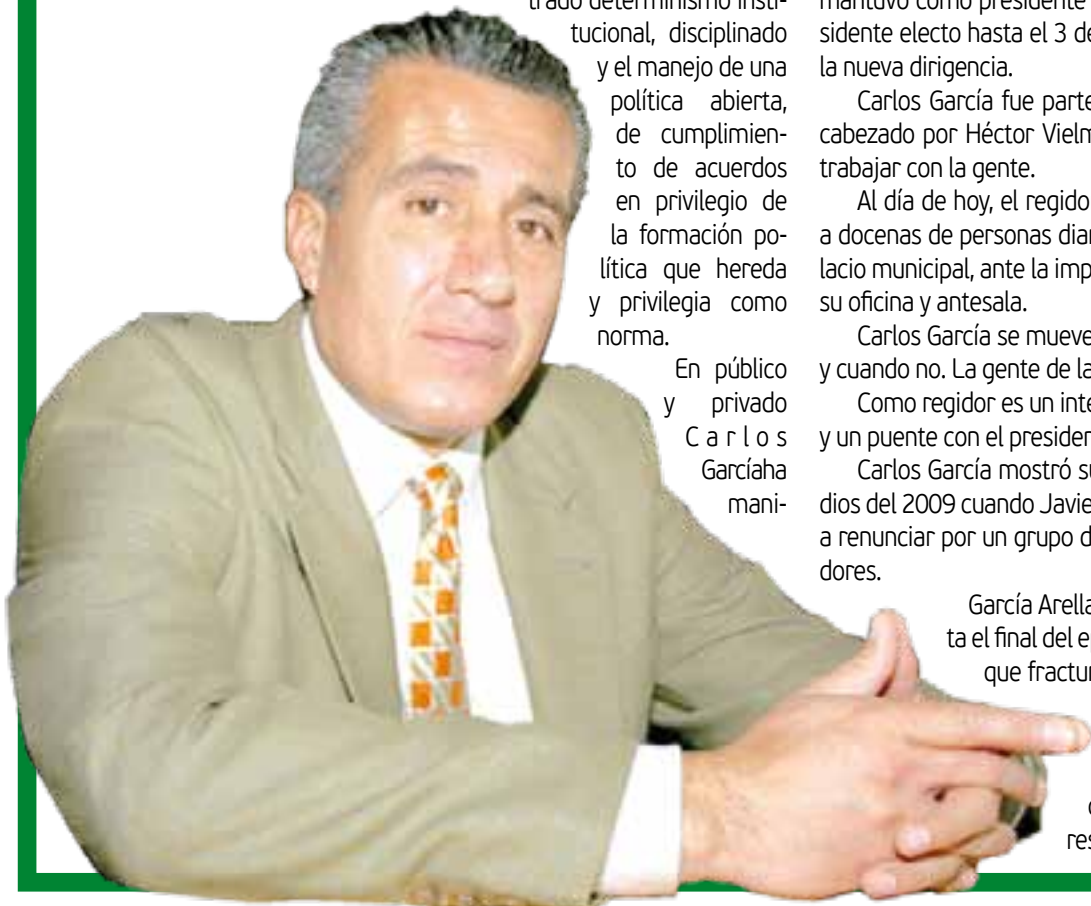 trado determinismo insti-
tucional, disciplinado
y el manejo de una
política abierta,
de cumplimien-
to de acuerdos
en privilegio de
la formación po-
lítica que hereda
y privilegia como
norma.
En público
y privado
Carlos
Garcíaha
mani-
mantuvo como presidente
sidente electo hasta el 3 de
la nueva dirigencia.
Carlos García fue parte
cabezado por Héctor Vielm
trabajar con la gente.
Al día de hoy, el regido
a docenas de personas diar
lacio municipal, ante la imp
su oficina y antesala.
Carlos García se mueve
y cuando no. La gente de la
Como regidor es un inte
y un puente con el presiden
Carlos García mostró su
dios del 2009 cuando Javie
a renunciar por un grupo d
dores.
García Arella
ta el final del e
que fractur
res